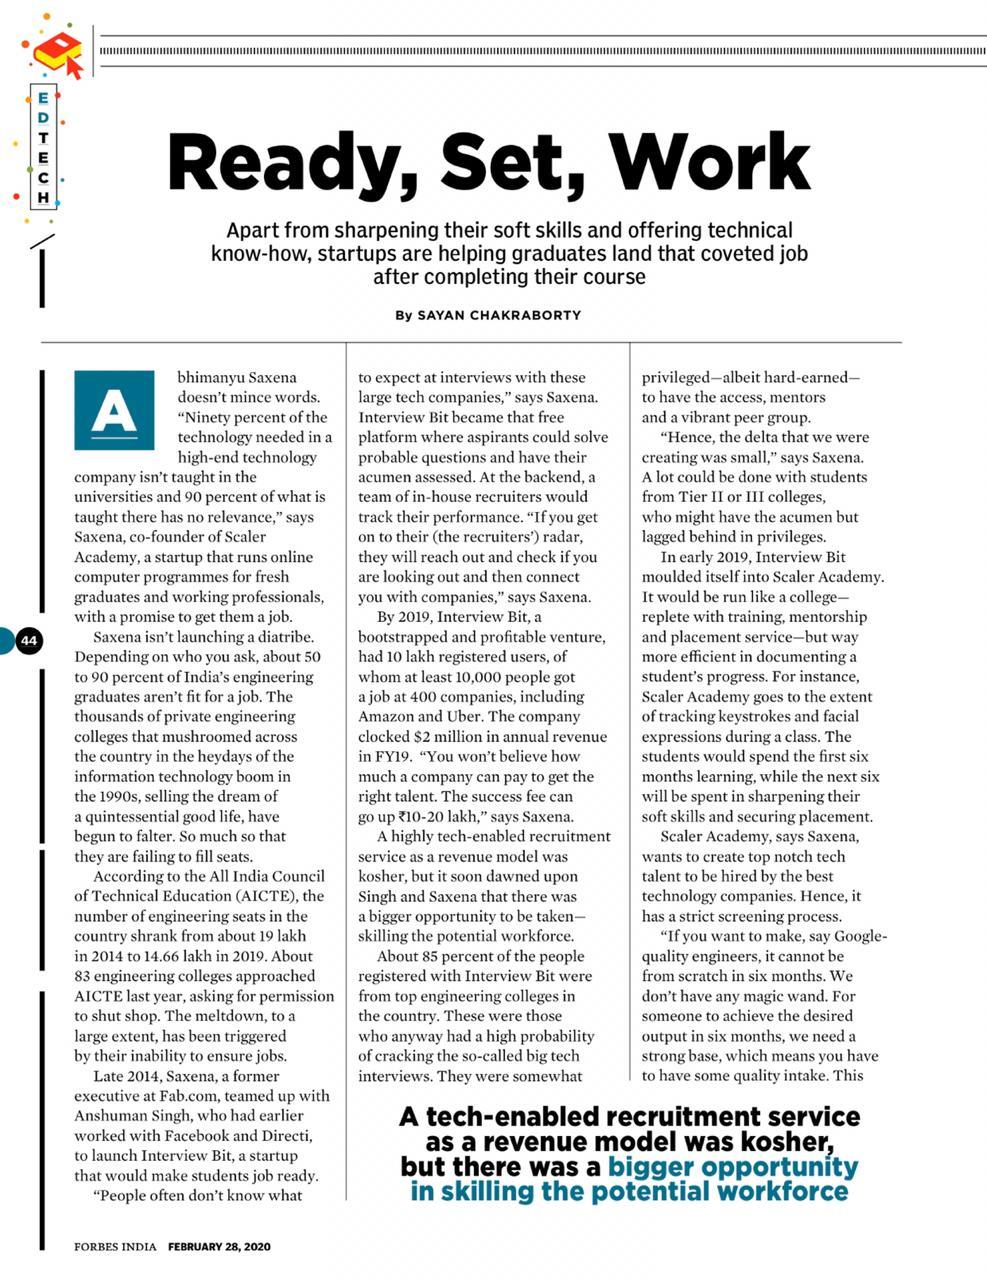 EDTECH
Ready, Set, Work
Apart from sharpening their soft skills and offering technical
know-how, startups are helping graduates land that coveted job
after completing their course
By SAYAN CHAKRABORTY
A
bhimanyu Saxena
doesn’t mince words.
“Ninety percent of the
technology needed in a
high-end technology
company isn’t taught in the
universities and 90 percent of what is
taught there has no relevance,” says
Saxena, co-founder of Scaler
Academy, a startup that runs online
computer programmes for fresh
graduates and working professionals,
with a promise to get them a job.
Saxena isn’t launching a diatribe.
Depending on who you ask, about 50
to 90 percent of India’s engineering
graduates aren’t fit for a job. The
thousands of private engineering
colleges that mushroomed across
the country in the heydays of the
information technology boom in
the 1990s, selling the dream of
a quintessential good life, have
begun to falter. So much so that
they are failing to fill seats.
According to the All India Council
of Technical Education (AICTE), the
number of engineering seats in the
country shrank from about 19 lakh
in 2014 to 14.66 lakh in 2019. About
83 engineering colleges approached
AICTE last year, asking for permission
to shut shop. The meltdown, to a
large extent, has been triggered
by their inability to ensure jobs.
Late 2014, Saxena, a former
executive at Fab.com, teamed up with
Anshuman Singh, who had earlier
worked with Facebook and Directi,
to launch Interview Bit, a startup
that would make students job ready.
“People often don’t know what
to expect at interviews with these
large tech companies,” says Saxena.
Interview Bit became that free
platform where aspirants could solve
probable questions and have their
acumen assessed. At the backend, a
team of in-house recruiters would
track their performance. “If you get
on to their (the recruiters’) radar,
they will reach out and check if you
are looking out and then connect
you with companies,” says Saxena.
By 2019, Interview Bit, a
bootstrapped and profitable venture,
had 10 lakh registered users, of
whom at least 10,000 people got
a job at 400 companies, including
Amazon and Uber. The company
clocked $2 million in annual revenue
in FY19. “You won’t believe how
much a company can pay to get the
right talent. The success fee can
go up ₹10-20 lakh,” says Saxena.
A highly tech-enabled recruitment
service as a revenue model was
kosher, but it soon dawned upon
Singh and Saxena that there was
a bigger opportunity to be taken—
skilling the potential workforce.
About 85 percent of the people
registered with Interview Bit were
from top engineering colleges in
the country. These were those
who anyway had a high probability
of cracking the so-called big tech
interviews. They were somewhat
privileged—albeit hard-earned—
to have the access, mentors
and a vibrant peer group.
“Hence, the delta that we were
creating was small,” says Saxena.
A lot could be done with students
from Tier II or III colleges,
who might have the acumen but
lagged behind in privileges.
In early 2019, Interview Bit
moulded itself into Scaler Academy.
It would be run like a college—
replete with training, mentorship
and placement service—but way
more efficient in documenting a
student’s progress. For instance,
Scaler Academy goes to the extent
of tracking keystrokes and facial
expressions during a class. The
students would spend the first six
months learning, while the next six
will be spent in sharpening their
soft skills and securing placement.
Scaler Academy, says Saxena,
wants to create top notch tech
talent to be hired by the best
technology companies. Hence, it
has a strict screening process.
“If you want to make, say Google-
quality engineers, it cannot be
from scratch in six months. We
don’t have any magic wand. For
someone to achieve the desired
output in six months, we need a
strong base, which means you have
to have some quality intake. This
A tech-enabled recruitment service
as a revenue model was kosher,
but there was a bigger opportunity
in skilling the potential workforce
44
FORBES INDIA FEBRUARY 28, 2020